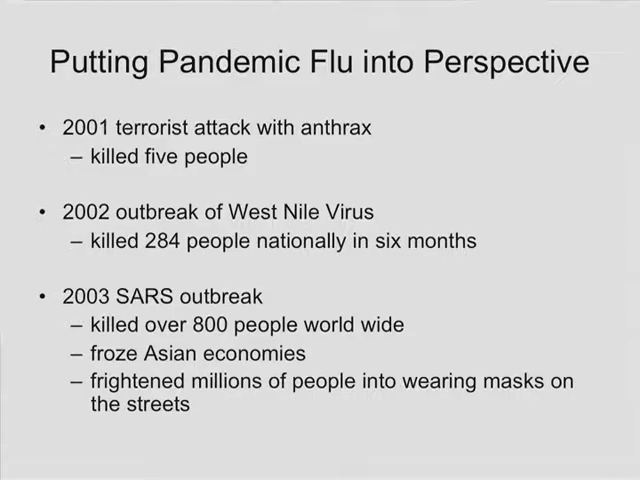 Putting Pandemic Flu into Perspective
• 2001 terrorist attack with anthrax
– killed five people
• 2002 outbreak of West Nile Virus
– killed 284 people nationally in six months
• 2003 SARS outbreak
– killed over 800 people world wide
– froze Asian economies
– frightened millions of people into wearing masks on
the streets